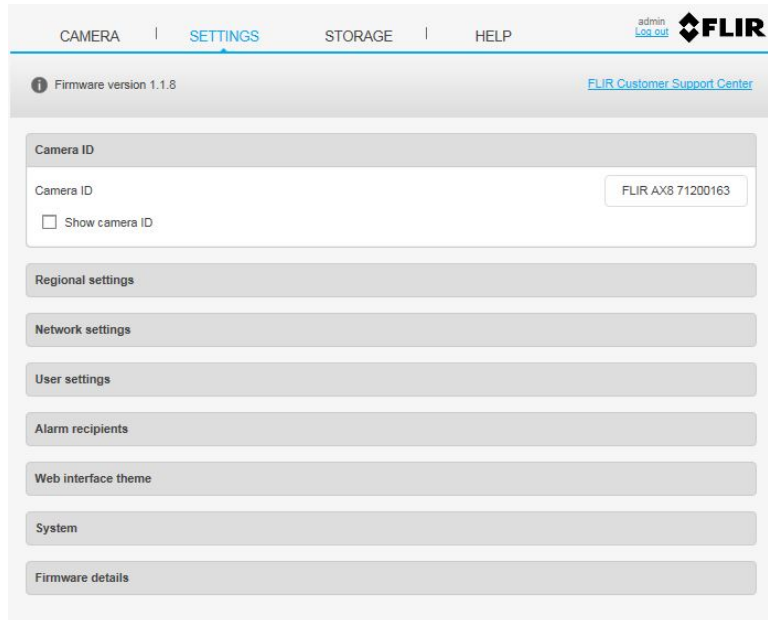 CAMERA | SETTINGS STORAGE | HELP admin FLIR
Log out
Firmware version 1.1.8 FLIR Customer Support Center
Camera ID
Camera ID FLIR AX8 71200163
Show camera ID
Regional settings
Network settings
User settings
Alarm recipients
Web interface theme
System
Firmware details